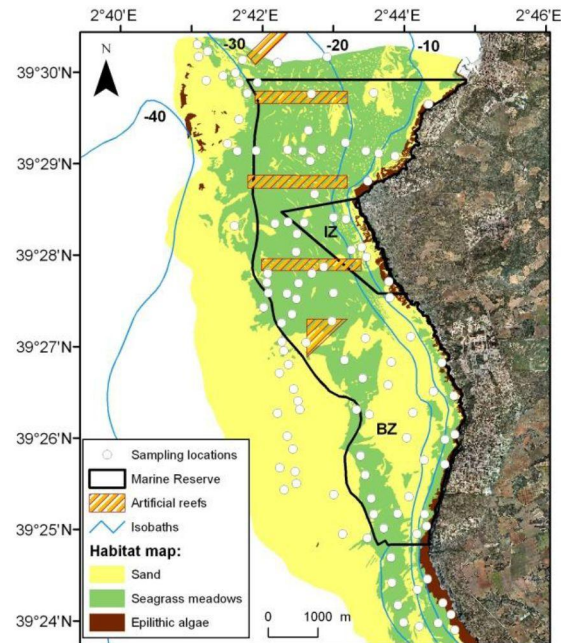 2°40'E 2°42'E 2°44'E 2°46'E
N
-30 -20 -10
39°30'N
-40
39°29'N
IZ
39°28'N
39°27'N
BZ
39°26'N
Sampling locations
Marine Reserve
Artificial reefs
39°25'N
Isobaths
Habitat map:
Sand
Seagrass meadows
Epilithic algae
0 1000 m
39°24'N